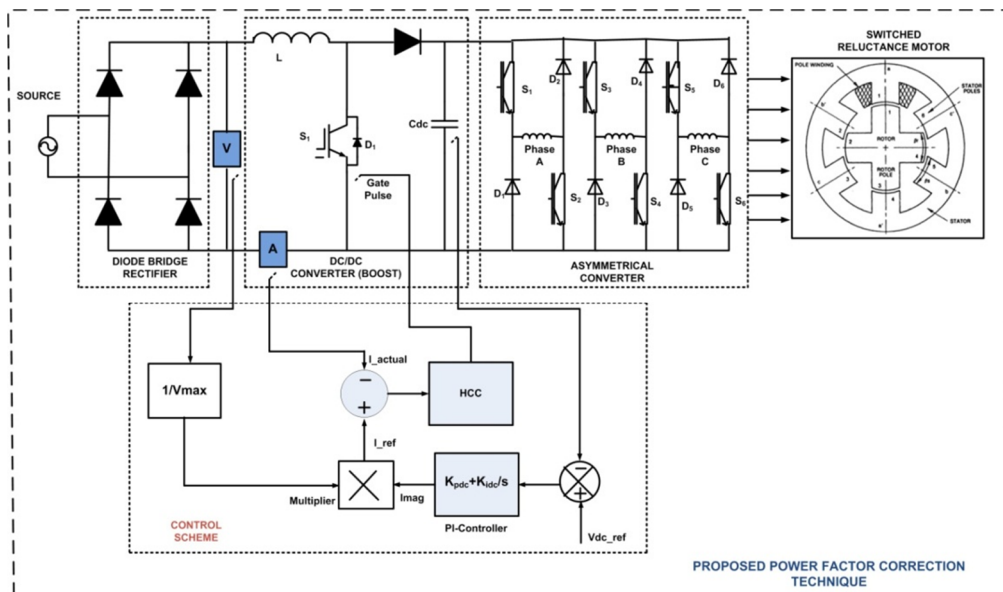 SOURCE
DIODE BRIDGE
RECTIFIER
V
A
L
S1
D1
Gate
Pulse
Cdc
DC/DC
CONVERTER (BOOST)
S1
D2
S3
D4
S5
D6
Phase
A
Phase
B
Phase
C
D1
S2
D3
S4
D5
S6
ASYMMETRICAL
CONVERTER
SWITCHED
RELUCTANCE MOTOR
POLE WINDING
STATOR
POLES
ROTOR
ROTOR
POLE
STATOR
I_actual
1/Vmax
−
+
HCC
I_ref
Multiplier
Imag
Kpdc+Kidc/s
PI-Controller
−
+
Vdc_ref
CONTROL
SCHEME
PROPOSED POWER FACTOR CORRECTION
TECHNIQUE